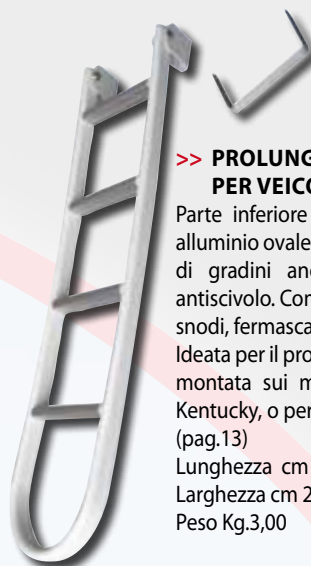 >> PROLUNG
PER VEICO
Parte inferiore
alluminio ovale
di gradini an
antiscivolo. Con
snodi, fermasca
Ideata per il pro
montata sui m
Kentucky, o per
(pag.13)
Lunghezza cm
Larghezza cm 2
Peso Kg.3,00